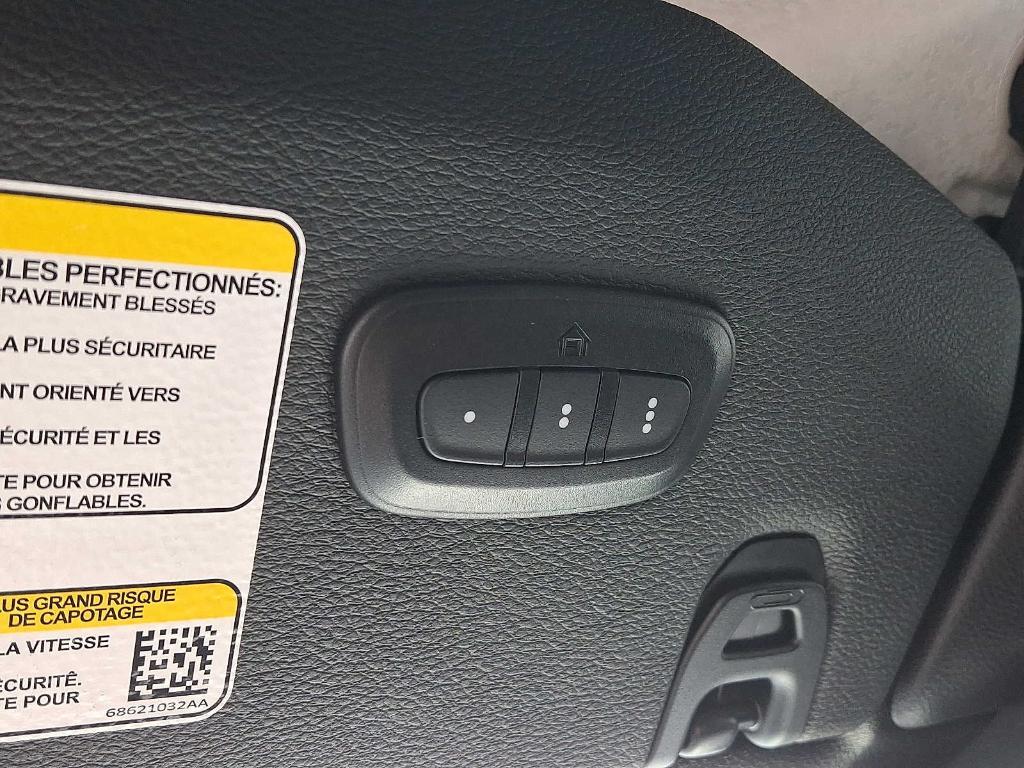 BLES PERFECTIONNÉS:
GRAVEMENT BLESSÉS
LA PLUS SÉCURITAIRE
NT ORIENTÉ VERS
ÉCURITÉ ET LES
TE POUR OBTENIR
S GONFLABLES.
LUS GRAND RISQUE
DE CAPOTAGE
LA VITESSE
ÉCURITÉ.
TE POUR
68621032AA